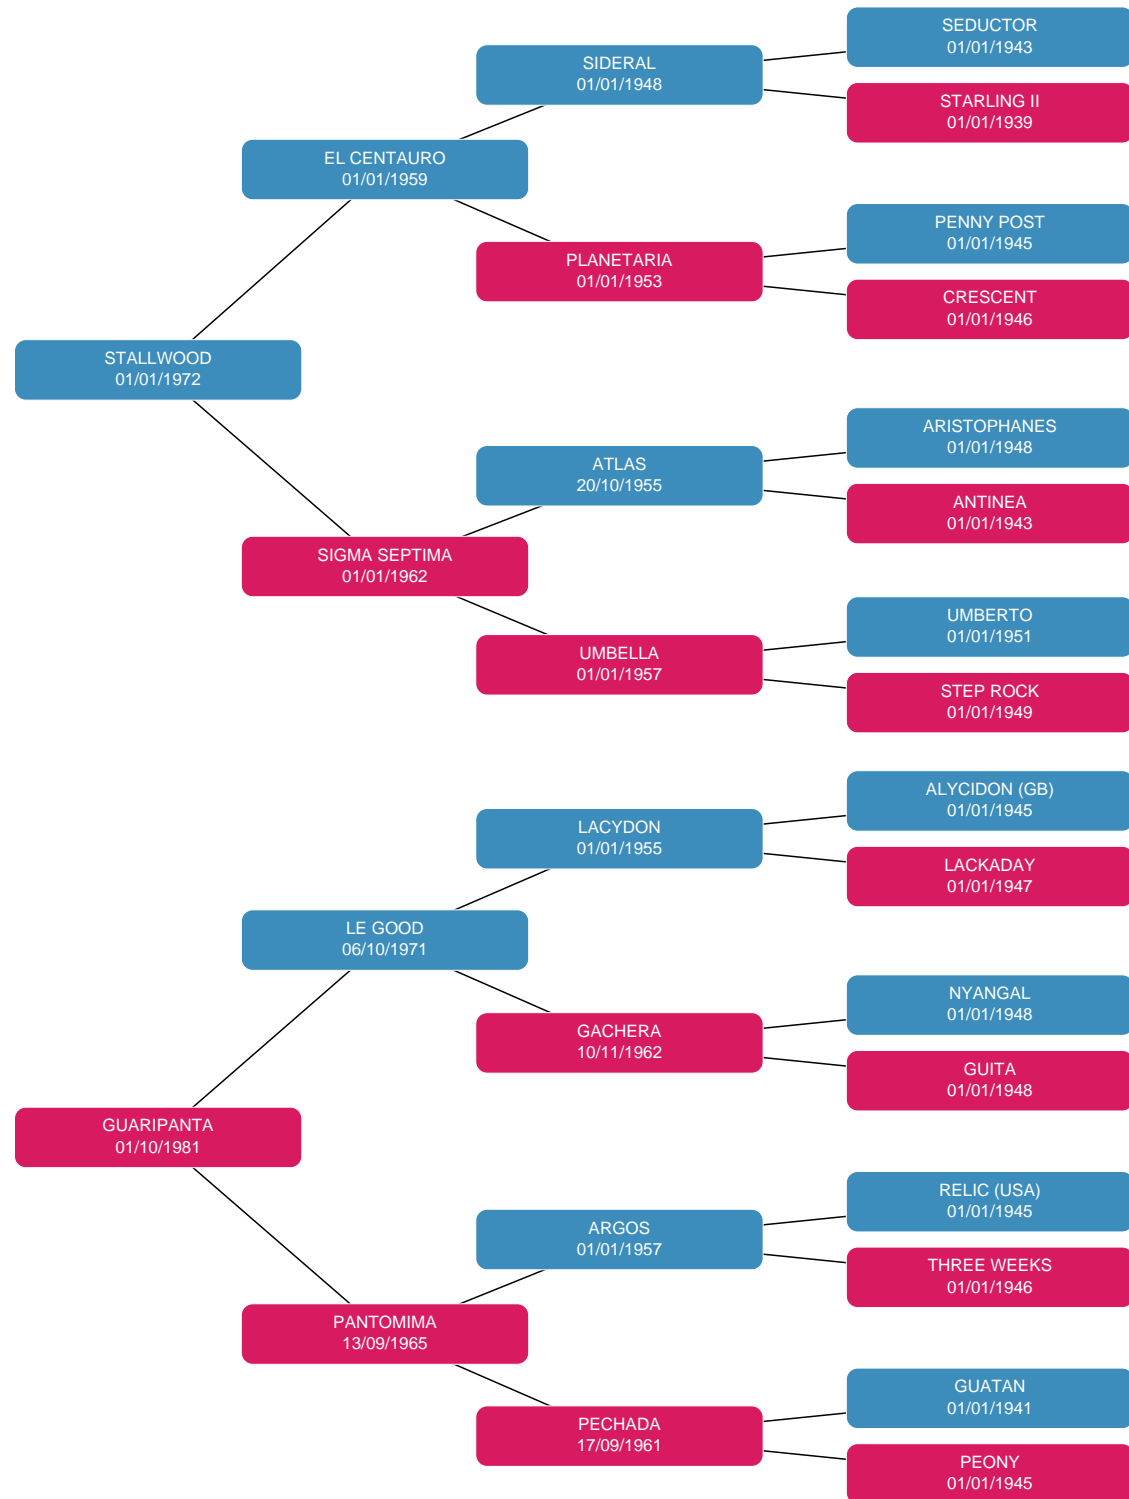 SEDUCTOR
01/01/1943
SIDERAL
01/01/1948
STARLING II
01/01/1939
EL CENTAURO
01/01/1959
PENNY POST
01/01/1945
PLANETARIA
01/01/1953
CRESCENT
01/01/1946
STALLWOOD
01/01/1972
ARISTOPHANES
01/01/1948
ATLAS
20/10/1955
ANTINEA
01/01/1943
SIGMA SEPTIMA
01/01/1962
UMBERTO
01/01/1951
UMBELLA
01/01/1957
STEP ROCK
01/01/1949
ALYCIDON (GB)
01/01/1945
LACYDON
01/01/1955
LACKADAY
01/01/1947
LE GOOD
06/10/1971
NYANGAL
01/01/1948
GACHERA
10/11/1962
GUITA
01/01/1948
GUARIPANTA
01/10/1981
RELIC (USA)
01/01/1945
ARGOS
01/01/1957
THREE WEEKS
01/01/1946
PANTOMIMA
13/09/1965
GUATAN
01/01/1941
PECHADA
17/09/1961
PEONY
01/01/1945